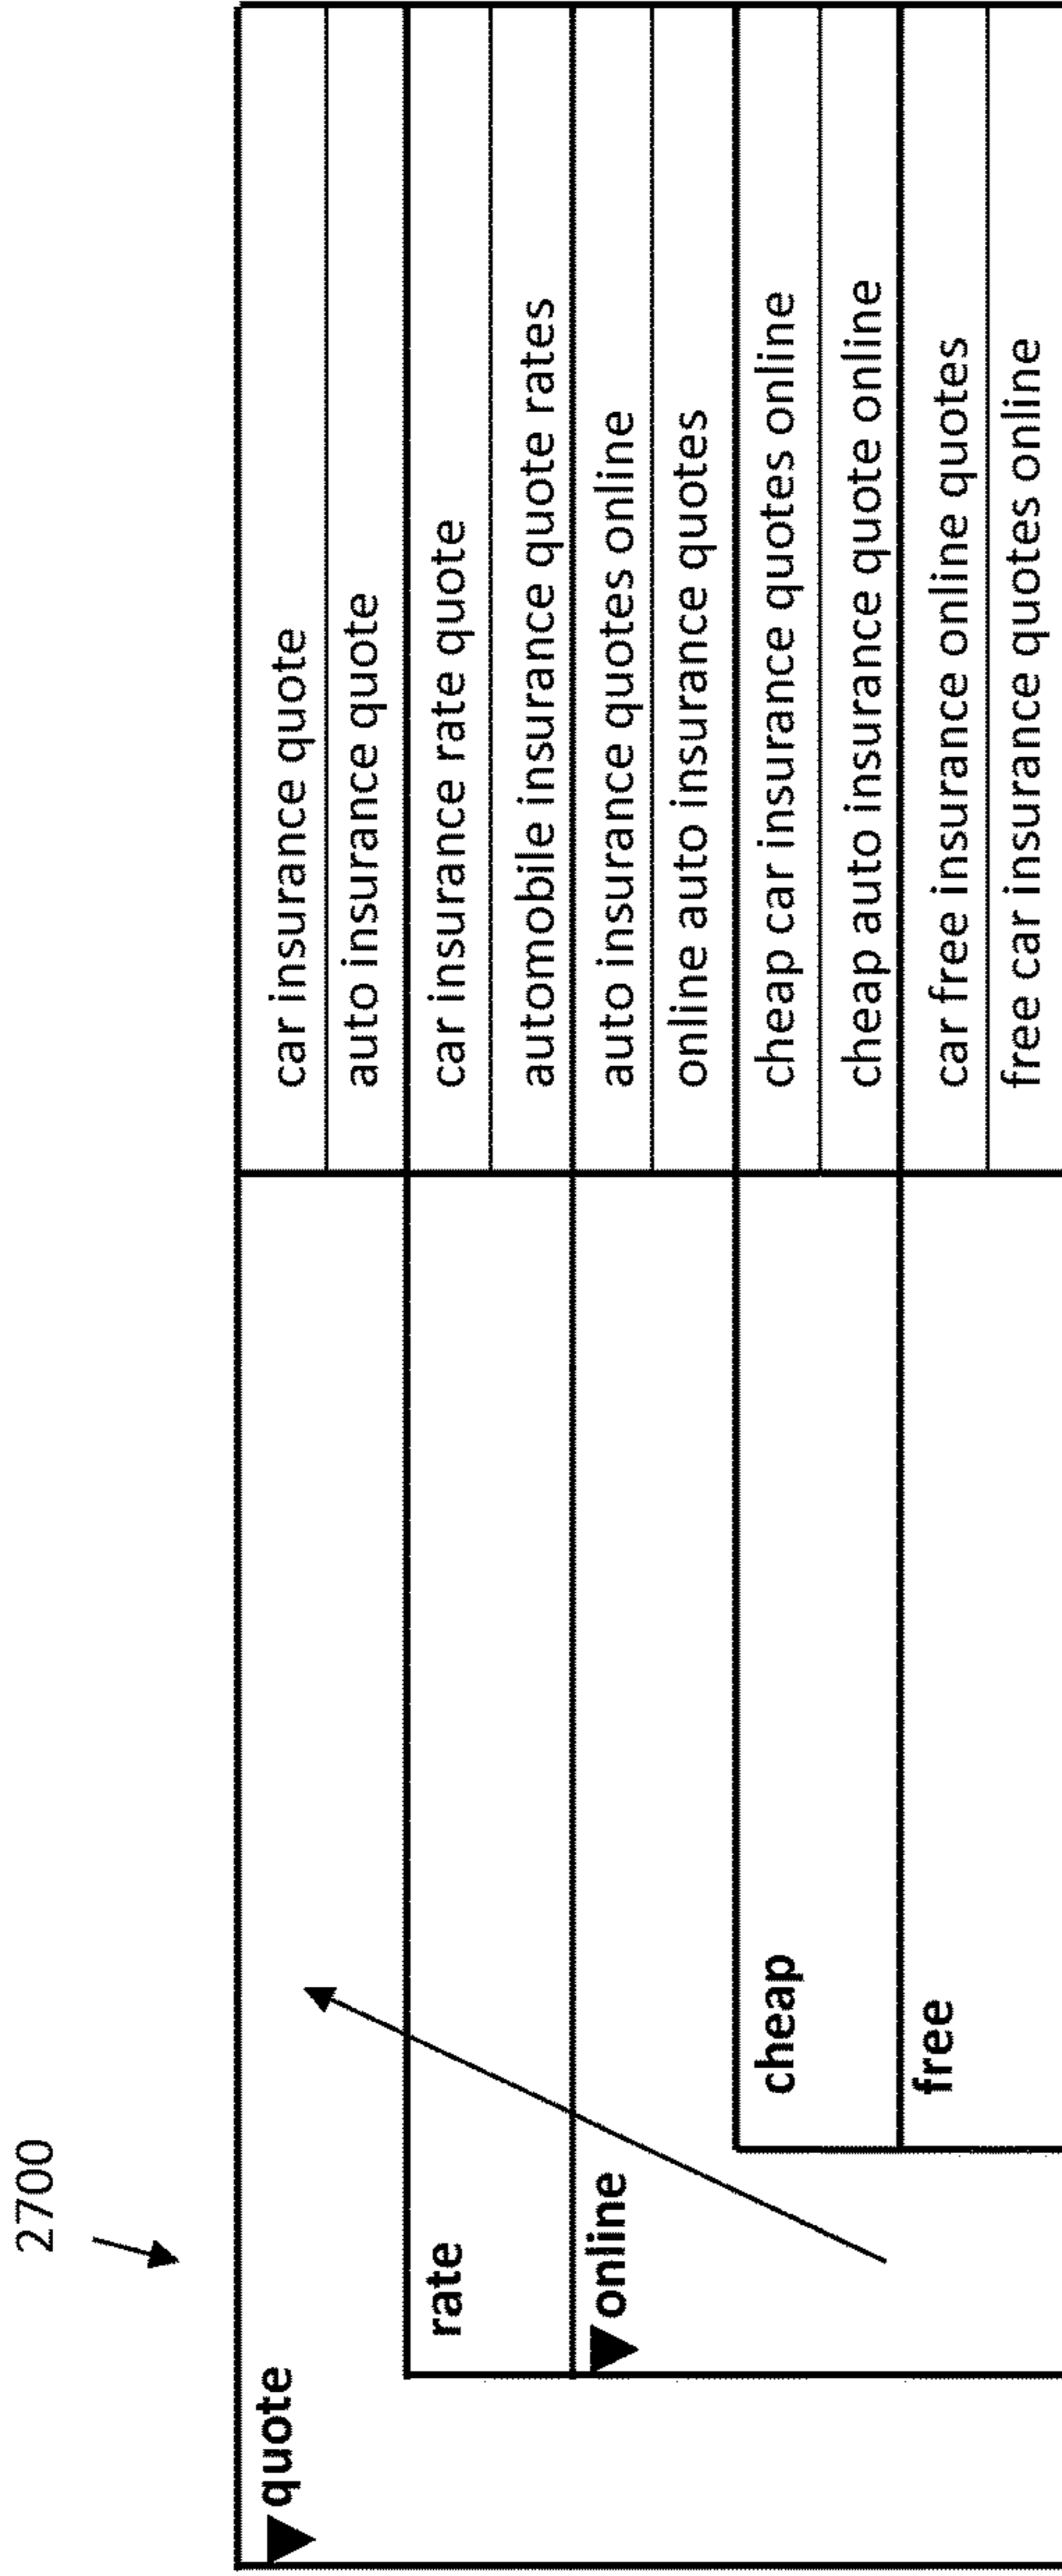 2700
quote
car insurance quote
auto insurance quote
rate
car insurance rate quote
automobile insurance quote rates
online
auto insurance quotes online
online auto insurance quotes
cheap
cheap car insurance quotes online
cheap auto insurance quote online
free
car free insurance online quotes
free car insurance quotes online